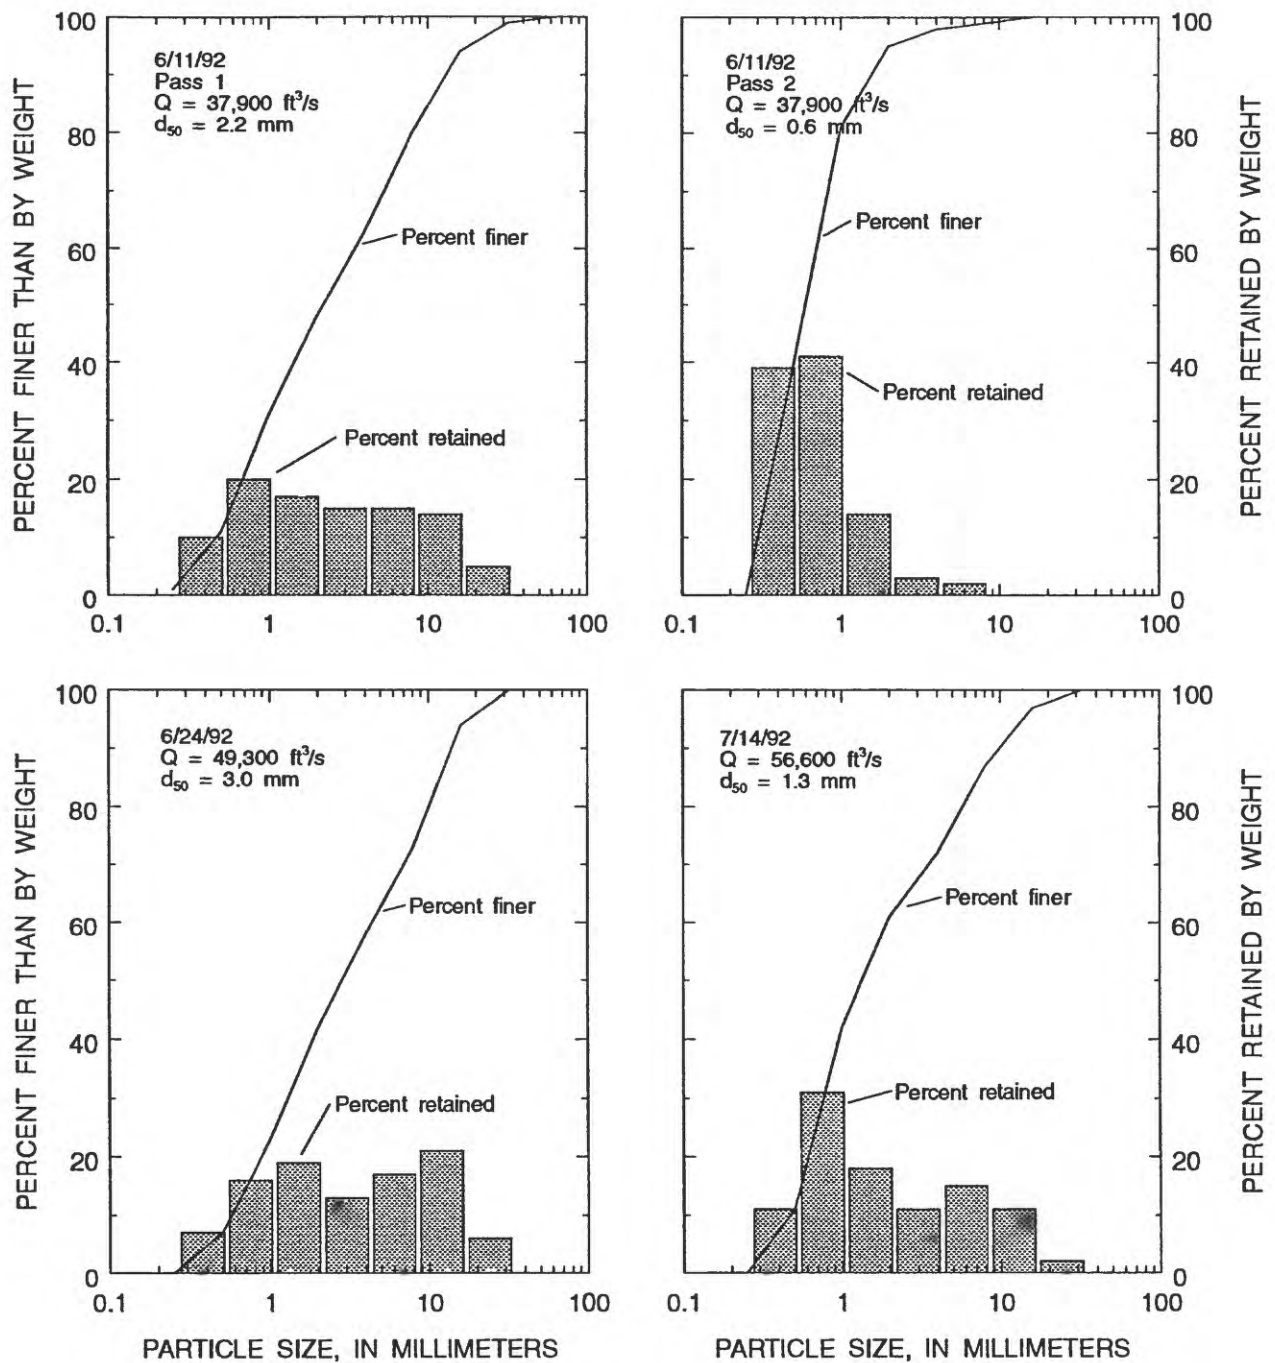 PERCENT FINER THAN BY WEIGHT
100
80
60
40
20
0
6/11/92
Pass 1
Q = 37,900 ft³/s
d₅₀ = 2.2 mm
Percent finer
Percent retained
0.1
1
10
100
6/11/92
Pass 2
Q = 37,900 ft³/s
d₅₀ = 0.6 mm
Percent finer
Percent retained
0.1
1
10
100
100
80
60
40
20
0
PERCENT RETAINED BY WEIGHT
PERCENT FINER THAN BY WEIGHT
100
80
60
40
20
0
6/24/92
Q = 49,300 ft³/s
d₅₀ = 3.0 mm
Percent finer
Percent retained
0.1
1
10
100
PARTICLE SIZE, IN MILLIMETERS
7/14/92
Q = 56,600 ft³/s
d₅₀ = 1.3 mm
Percent finer
Percent retained
0.1
1
10
100
100
80
60
40
20
0
PERCENT RETAINED BY WEIGHT
PARTICLE SIZE, IN MILLIMETERS